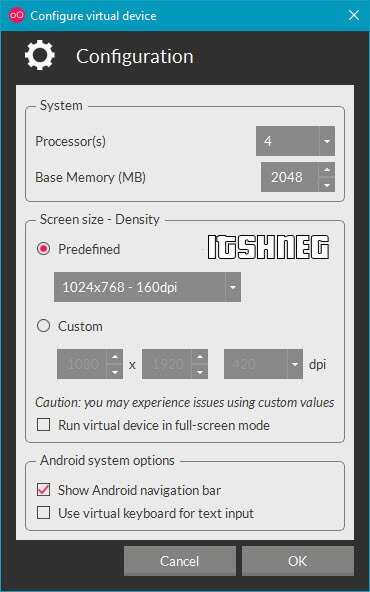 Configure virtual device
Configuration
System
Processor(s)
4
Base Memory (MB)
2048
Screen size - Density
Predefined
ITSHNEG
1024x768 - 160dpi
Custom
1080 x 1920 420 dpi
Caution: you may experience issues using custom values
Run virtual device in full-screen mode
Android system options
Show Android navigation bar
Use virtual keyboard for text input
Cancel OK